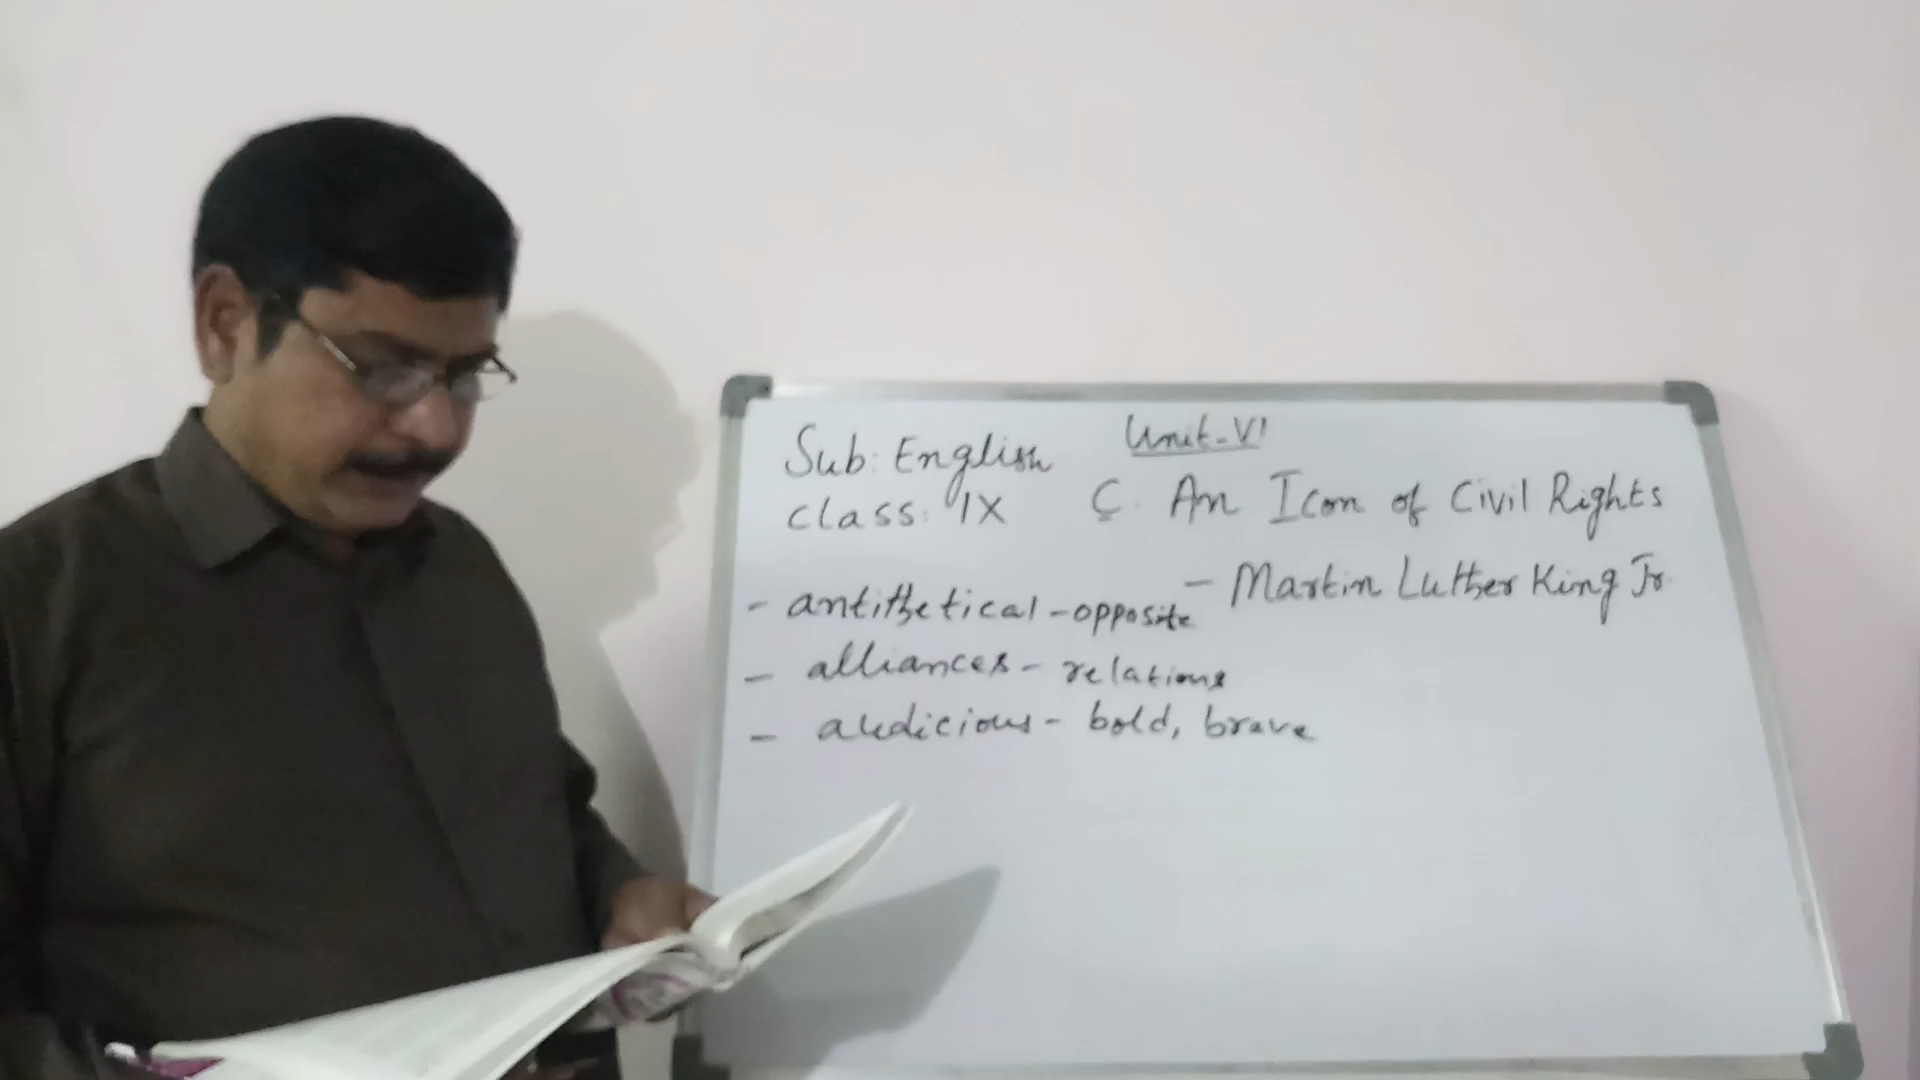 Unit-VI
Sub: English
Class: IX
C. An Icon of Civil Rights
- Martin Luther King Jr.
- antithetical - opposite
- alliances - relations
- audicious - bold, brave